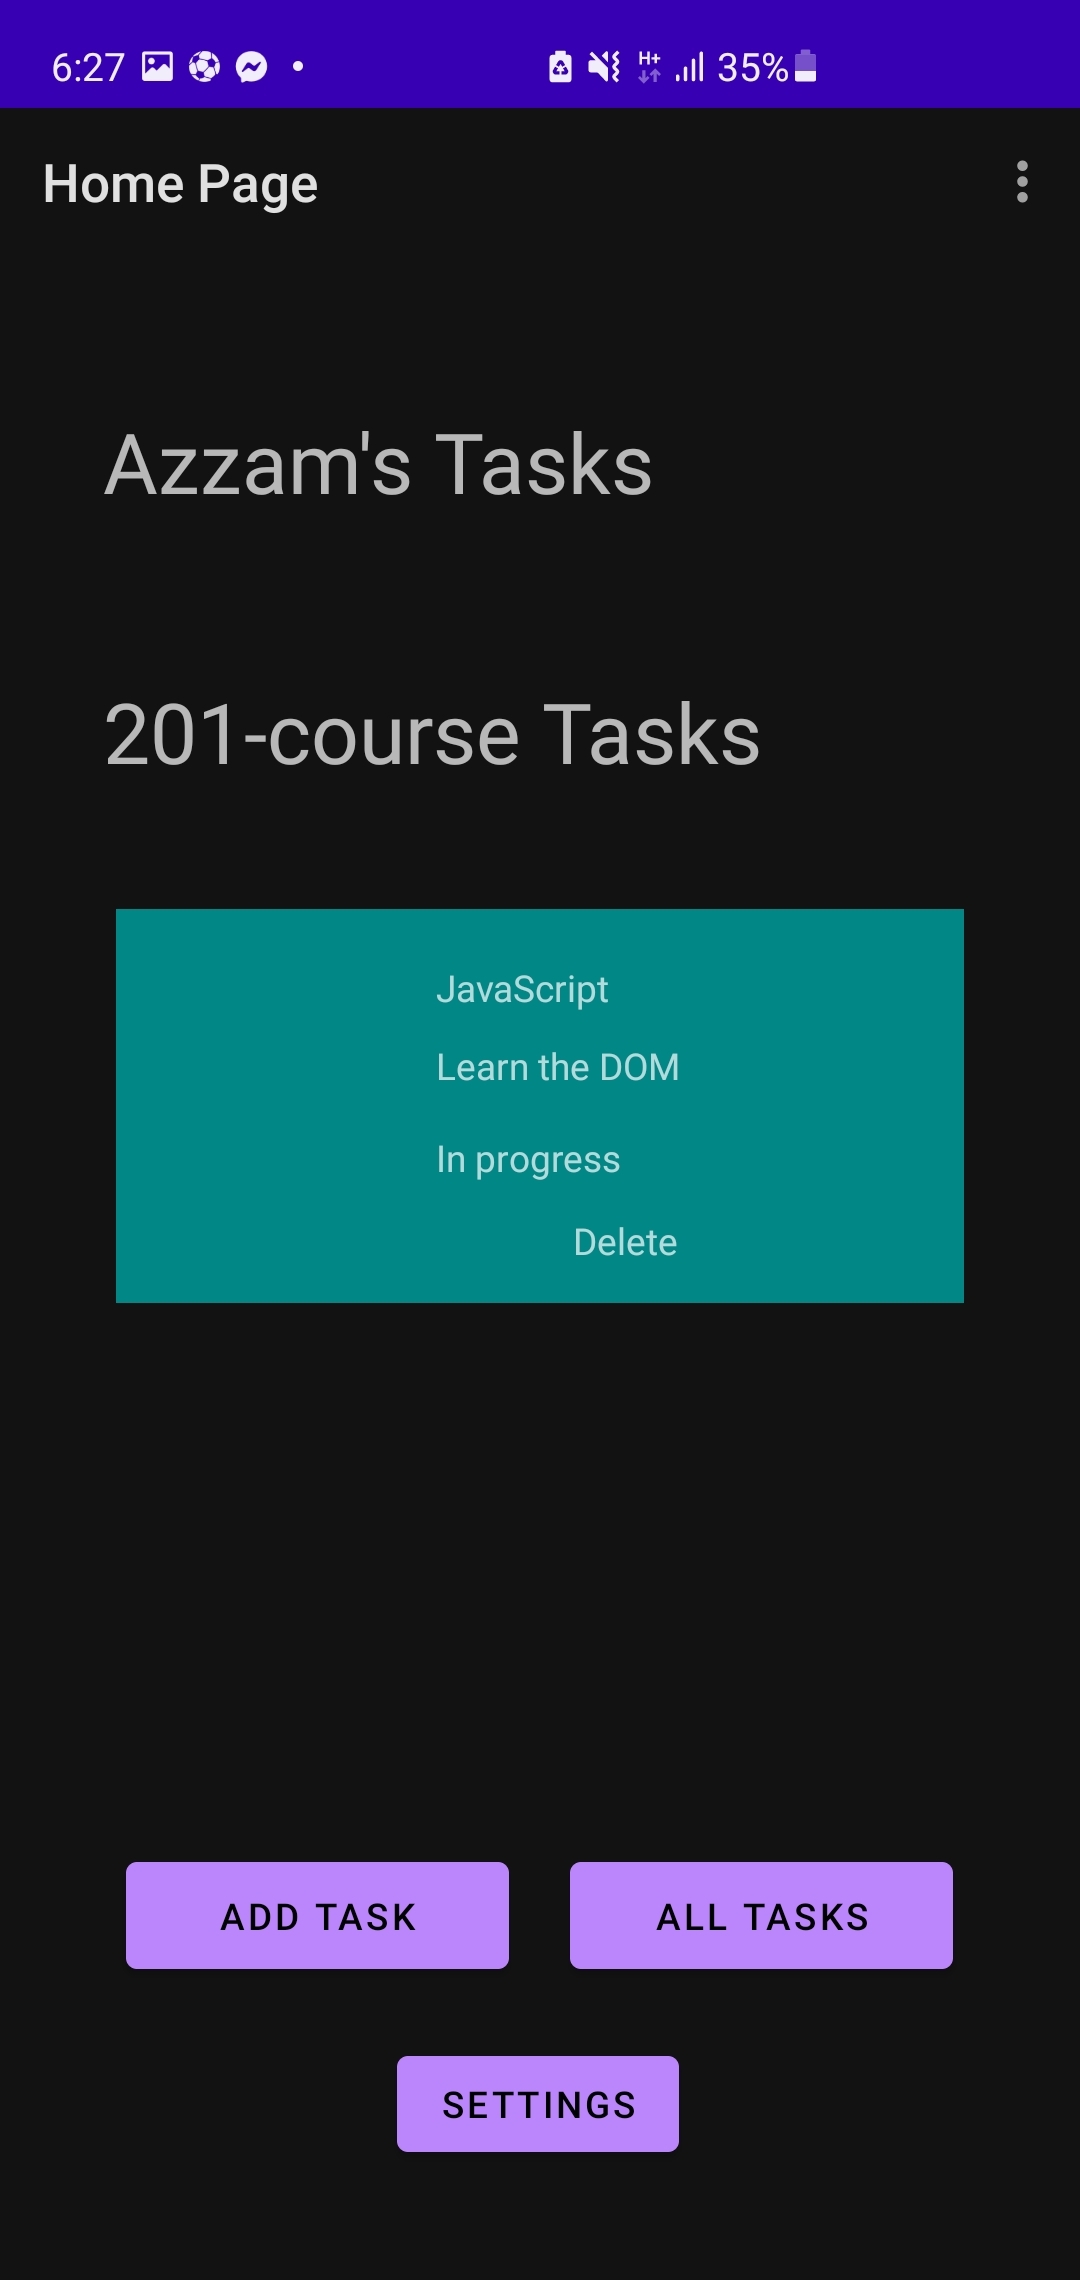 6:27 H+ 35%
Home Page
Azzam's Tasks
201-course Tasks
JavaScript
Learn the DOM
In progress
Delete
ADD TASK ALL TASKS
SETTINGS